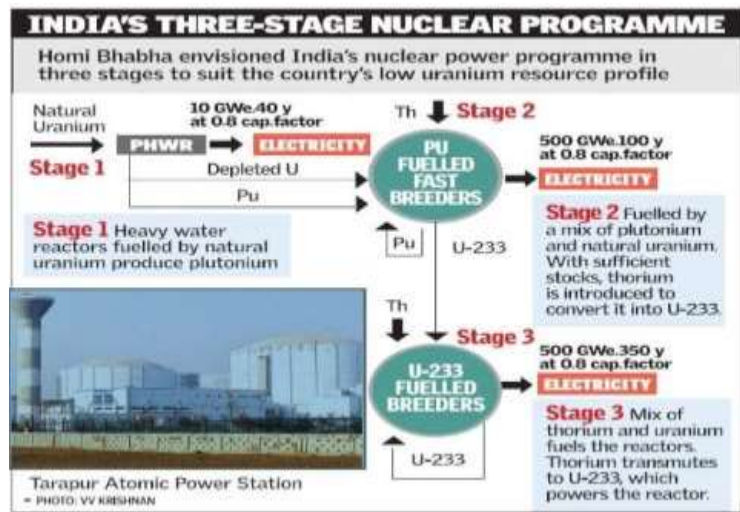 INDIA'S THREE-STAGE NUCLEAR PROGRAMME
Homi Bhabha envisioned India's nuclear power programme in
three stages to suit the country's low uranium resource profile
Natural
Uranium
Stage 1
PHWR
10 GWe.40 y
at 0.8 cap.factor
ELECTRICITY
Depleted U
Pu
Th
Stage 2
PU
FUELLED
FAST
BREEDERS
500 GWe.100 y
at 0.8 cap.factor
ELECTRICITY
Stage 1 Heavy water
reactors fuelled by natural
uranium produce plutonium
Pu
U-233
Stage 2 Fuelled by
a mix of plutonium
and natural uranium.
With sufficient
stocks, thorium
is introduced to
convert it into U-233.
Th
Stage 3
U-233
FUELLED
BREEDERS
500 GWe.350 y
at 0.8 cap.factor
ELECTRICITY
U-233
Stage 3 Mix of
thorium and uranium
fuels the reactors.
Thorium transmutes
to U-233, which
powers the reactor.
Tarapur Atomic Power Station
- PHOTO: VV KRISHNAN